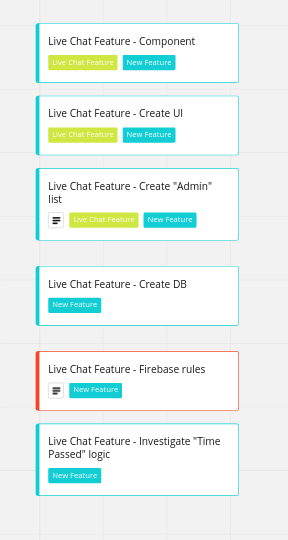 Live Chat Feature - Component
Live Chat Feature New Feature
Live Chat Feature - Create UI
Live Chat Feature New Feature
Live Chat Feature - Create "Admin"
list
Live Chat Feature New Feature
Live Chat Feature - Create DB
New Feature
Live Chat Feature - Firebase rules
New Feature
Live Chat Feature - Investigate "Time
Passed" logic
New Feature